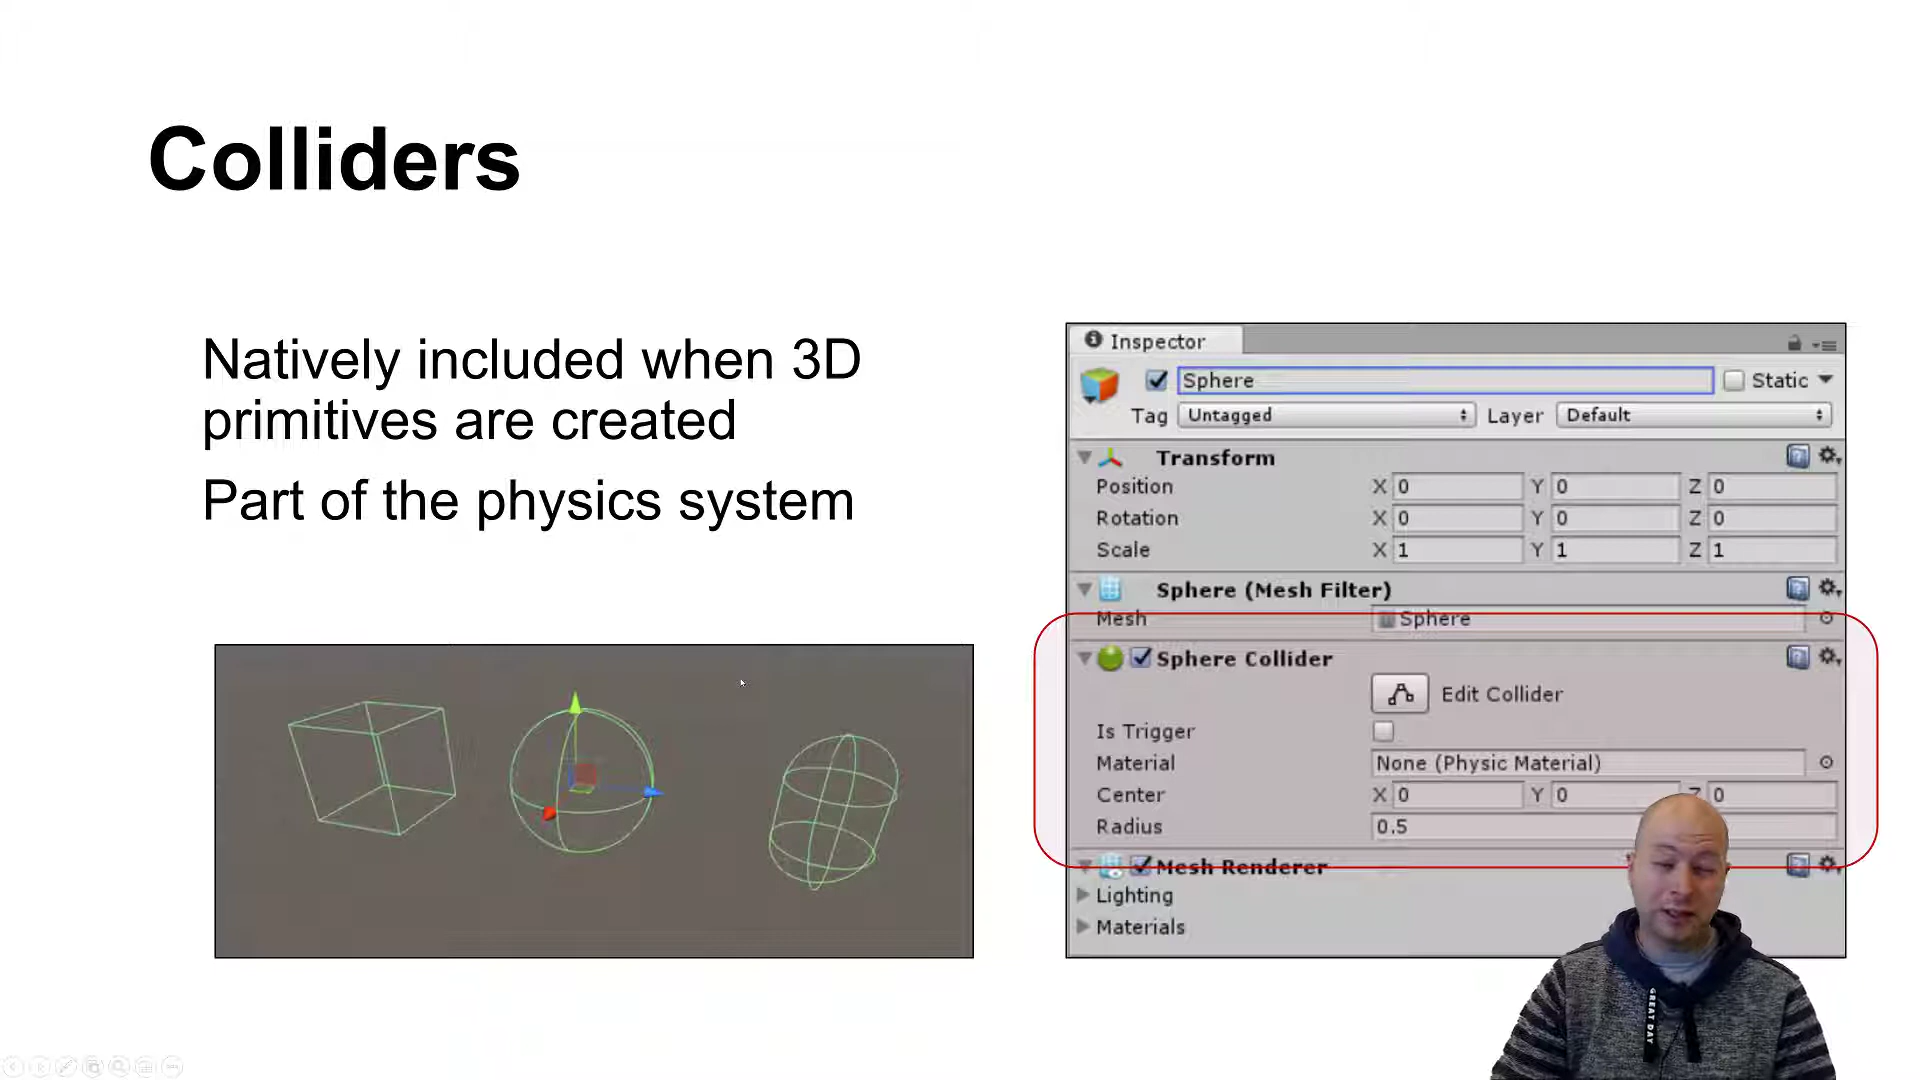 Colliders
Natively included when 3D
primitives are created
Part of the physics system
Inspector
Sphere
Static
Tag Untagged Layer Default
Transform
Position X 0 Y 0 Z 0
Rotation X 0 Y 0 Z 0
Scale X 1 Y 1 Z 1
Sphere (Mesh Filter)
Mesh Sphere
Sphere Collider
Edit Collider
Is Trigger
Material None (Physic Material)
Center X 0 Y 0 Z 0
Radius 0.5
Mesh Renderer
Lighting
Materials
GREAT DAY